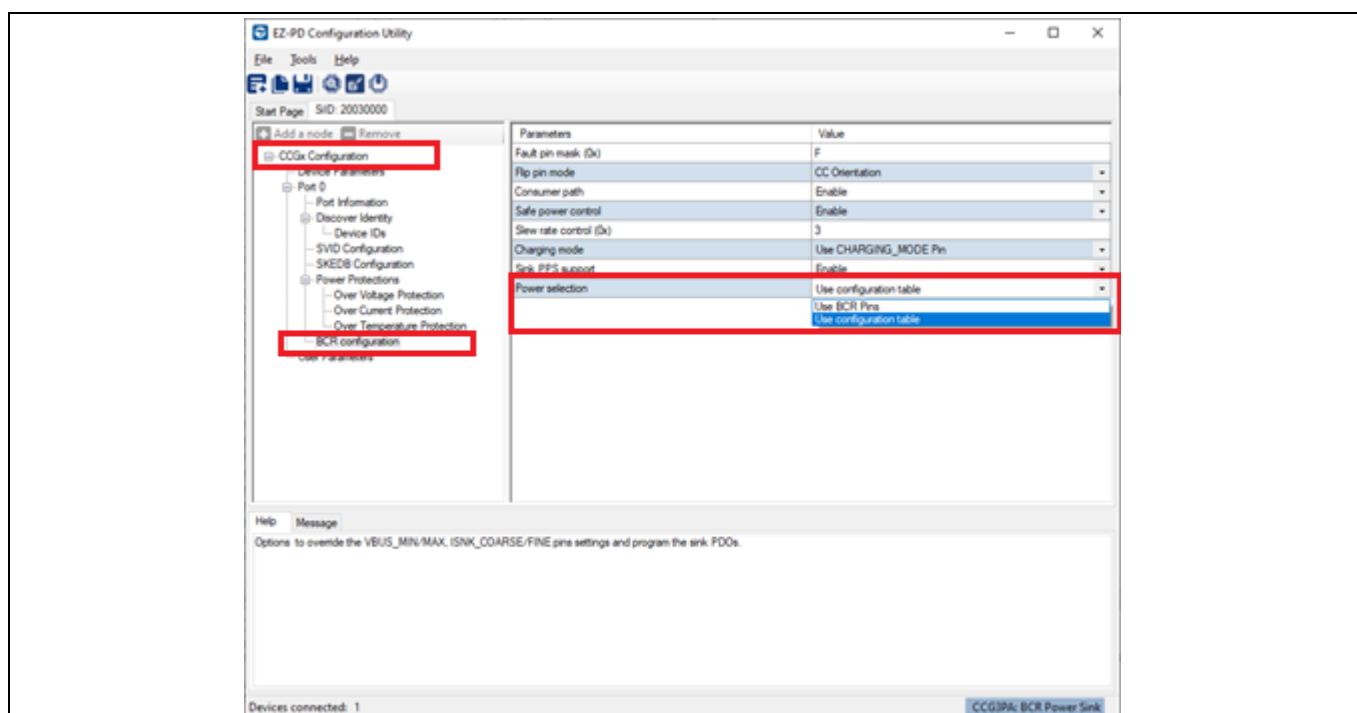 EZ-PD Configuration Utility
File Tools Help
Start Page SID: 20030000
Add a node Remove
CCGx Configuration
Device Parameters
Port 0
Port Information
Discover Identity
Device IDs
SVID Configuration
SKEDB Configuration
Power Protections
Over Voltage Protection
Over Current Protection
Over Temperature Protection
BCR configuration
User Parameters
Parameters Value
Fault pin mask (0x) F
Flip pin mode CC Orientation
Consumer path Enable
Safe power control Enable
Slew rate control (0x) 3
Charging mode Use CHARGING_MODE Pin
Sink PPS support Enable
Power selection Use configuration table
Use BCR Pins
Use configuration table
Help Message
Options to override the VBUS_MIN/MAX, ISNK_COARSE/FINE pins settings and program the sink PDOs.
Devices connected: 1 CCG3PA: BCR Power Sink